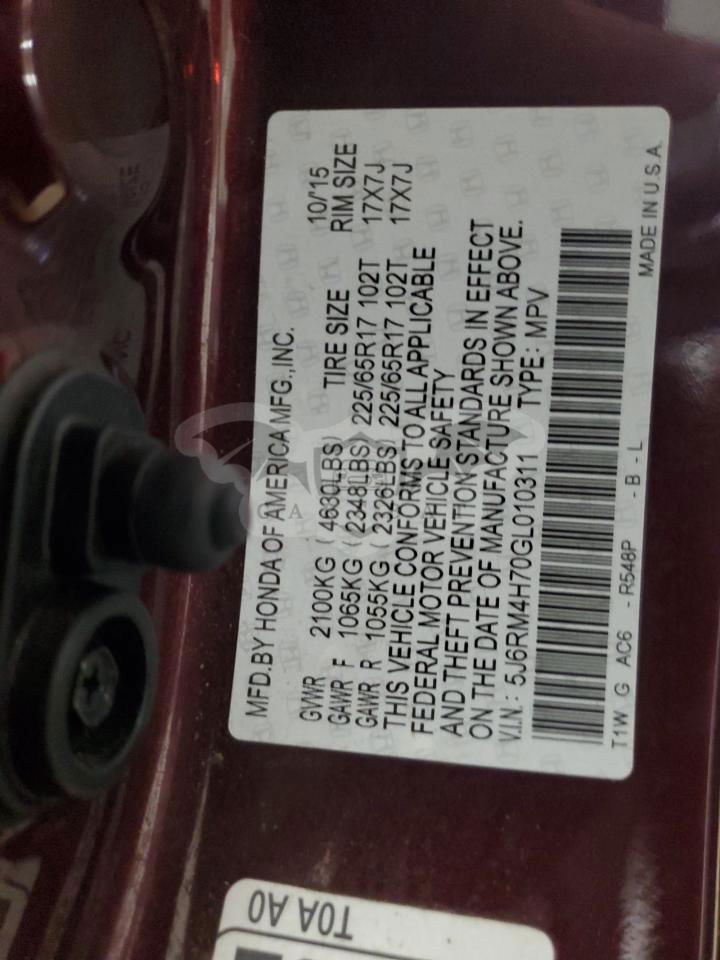 MFD.BY HONDA OF AMERICA MFG.,INC. 10/'15
GVWR 2100KG (4630LBS) TIRE SIZE RIM SIZE
GAWR F 1065KG (2348LBS) 225/65R17 102T 17X7J
GAWR R 1055KG (2326LBS) 225/65R17 102T 17X7J
THIS VEHICLE CONFORMS TO ALL APPLICABLE
FEDERAL MOTOR VEHICLE SAFETY
AND THEFT PREVENTION STANDARDS IN EFFECT
ON THE DATE OF MANUFACTURE SHOWN ABOVE.
V.I.N.: 5J6RM4H70GL010311 TYPE: MPV
T1W G AC6 -R548P -B-L MADE IN U.S.A.
T0A A0